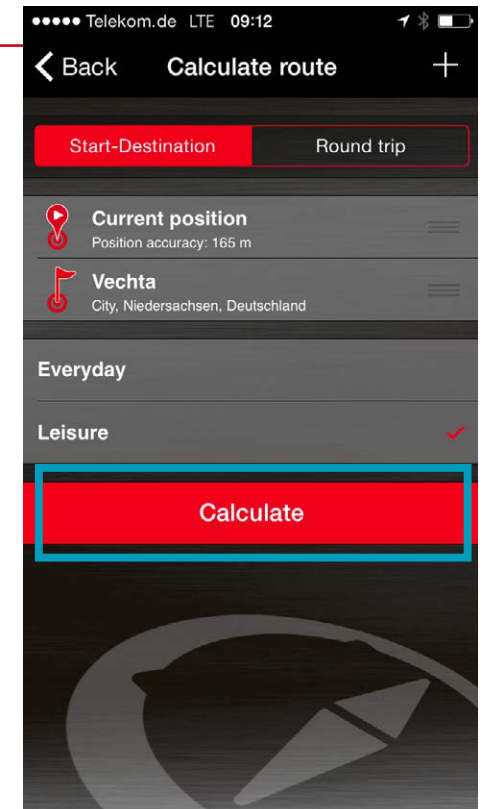 Telekom.de LTE 09:12
Back Calculate route +
Start-Destination Round trip
Current position
Position accuracy: 165 m
Vechta
City, Niedersachsen, Deutschland
Everyday
Leisure
Calculate